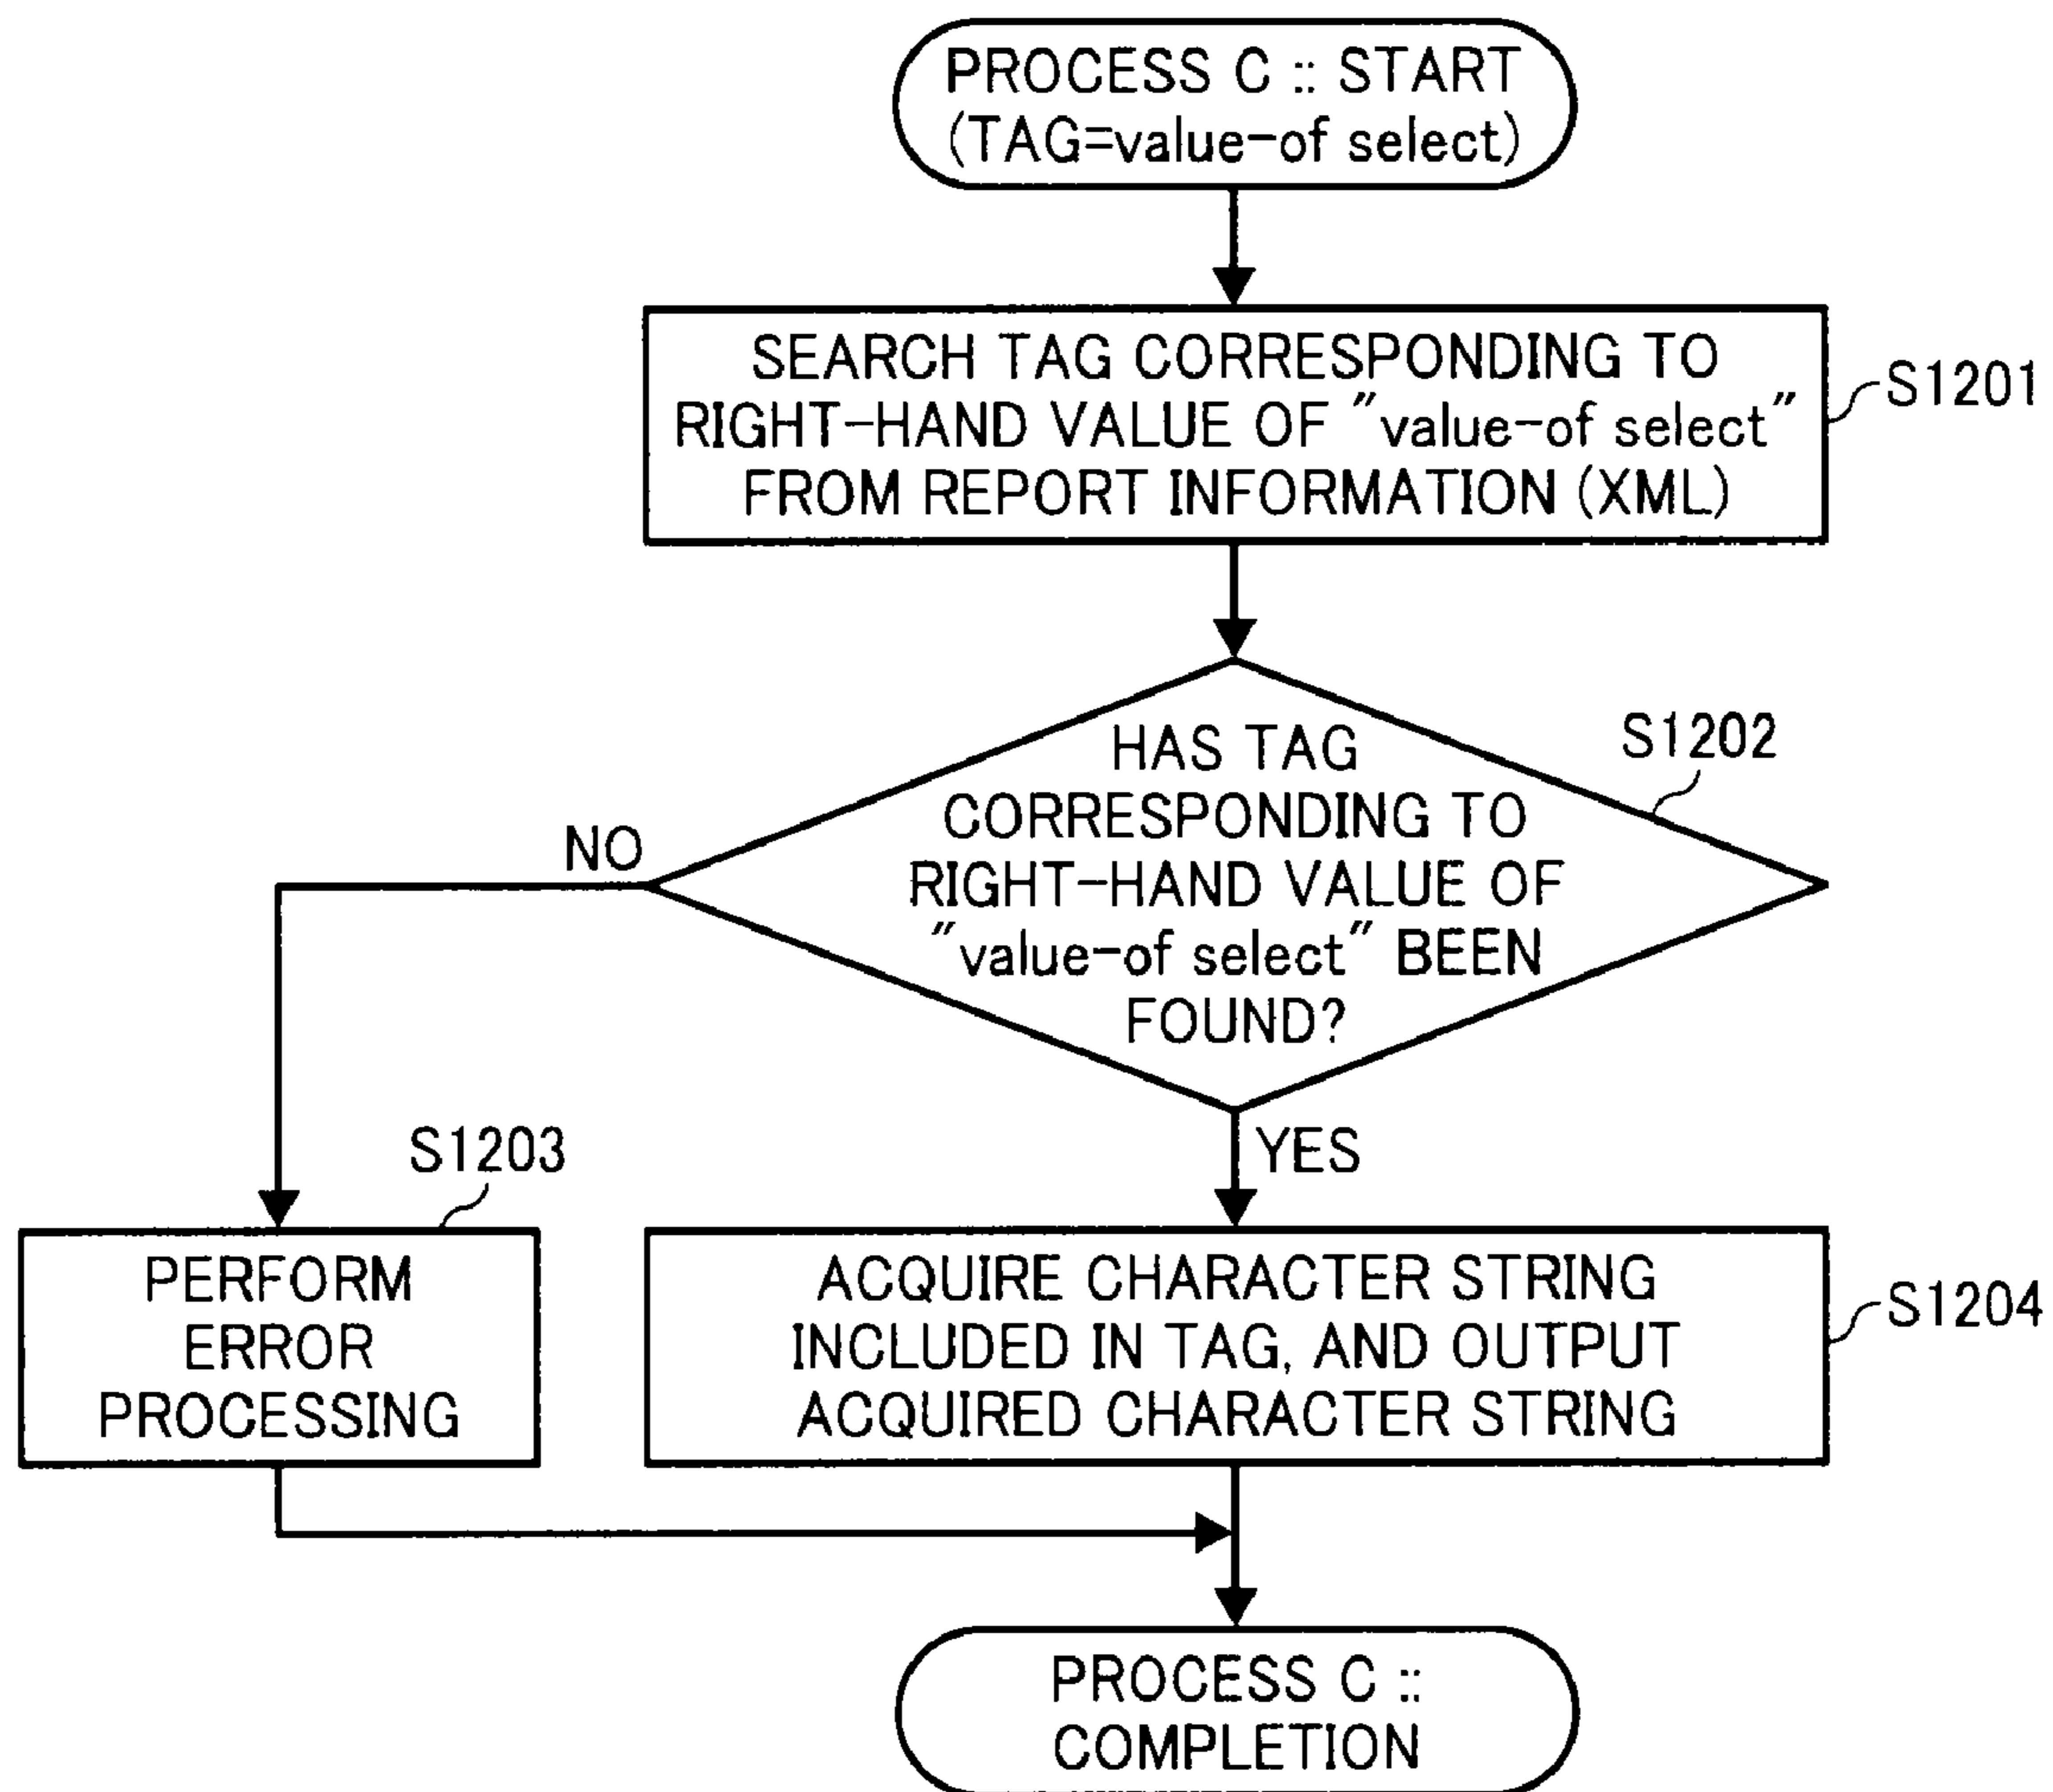 PROCESS C :: START
(TAG=value-of select)
SEARCH TAG CORRESPONDING TO
RIGHT-HAND VALUE OF "value-of select"
FROM REPORT INFORMATION (XML)
S1201
HAS TAG
CORRESPONDING TO
RIGHT-HAND VALUE OF
"value-of select" BEEN
FOUND?
S1202
NO
YES
S1203
PERFORM
ERROR
PROCESSING
ACQUIRE CHARACTER STRING
INCLUDED IN TAG, AND OUTPUT
ACQUIRED CHARACTER STRING
S1204
PROCESS C ::
COMPLETION